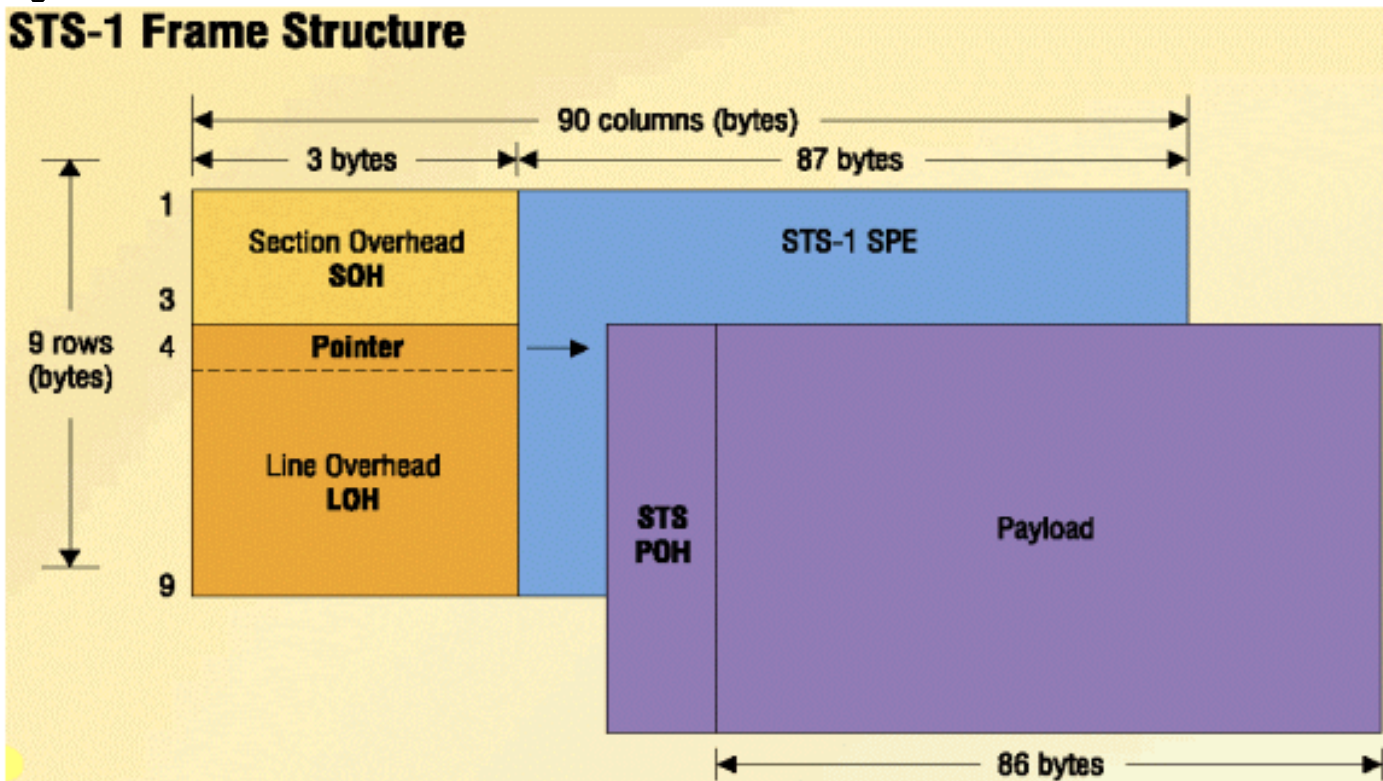 STS-1 Frame Structure
90 columns (bytes)
3 bytes
87 bytes
1
Section Overhead
SOH
STS-1 SPE
3
9 rows
(bytes)
4
Pointer
Line Overhead
LOH
STS
POH
Payload
9
86 bytes